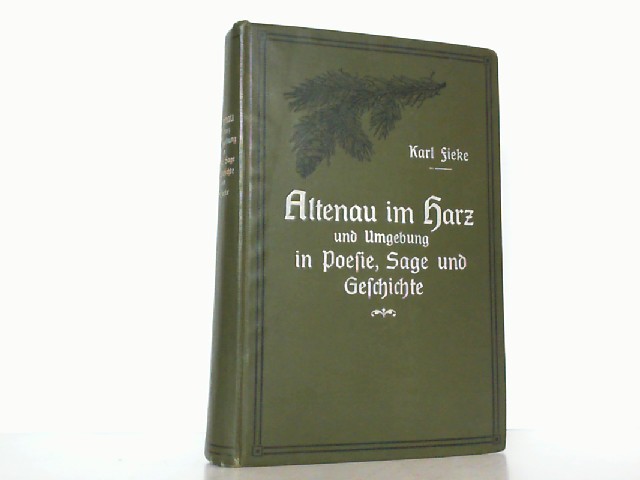 Karl Fieke
Altenau im Harz
und Umgebung
in Poeſie, Sage und
Geſchichte